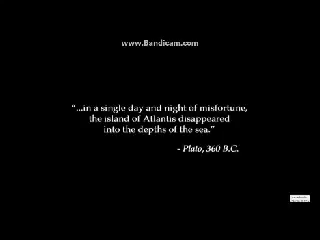 www.Bandicam.com
"...in a single day and night of misfortune,
the island of Atlantis disappeared
into the depths of the sea."
- Plato, 360 B.C.